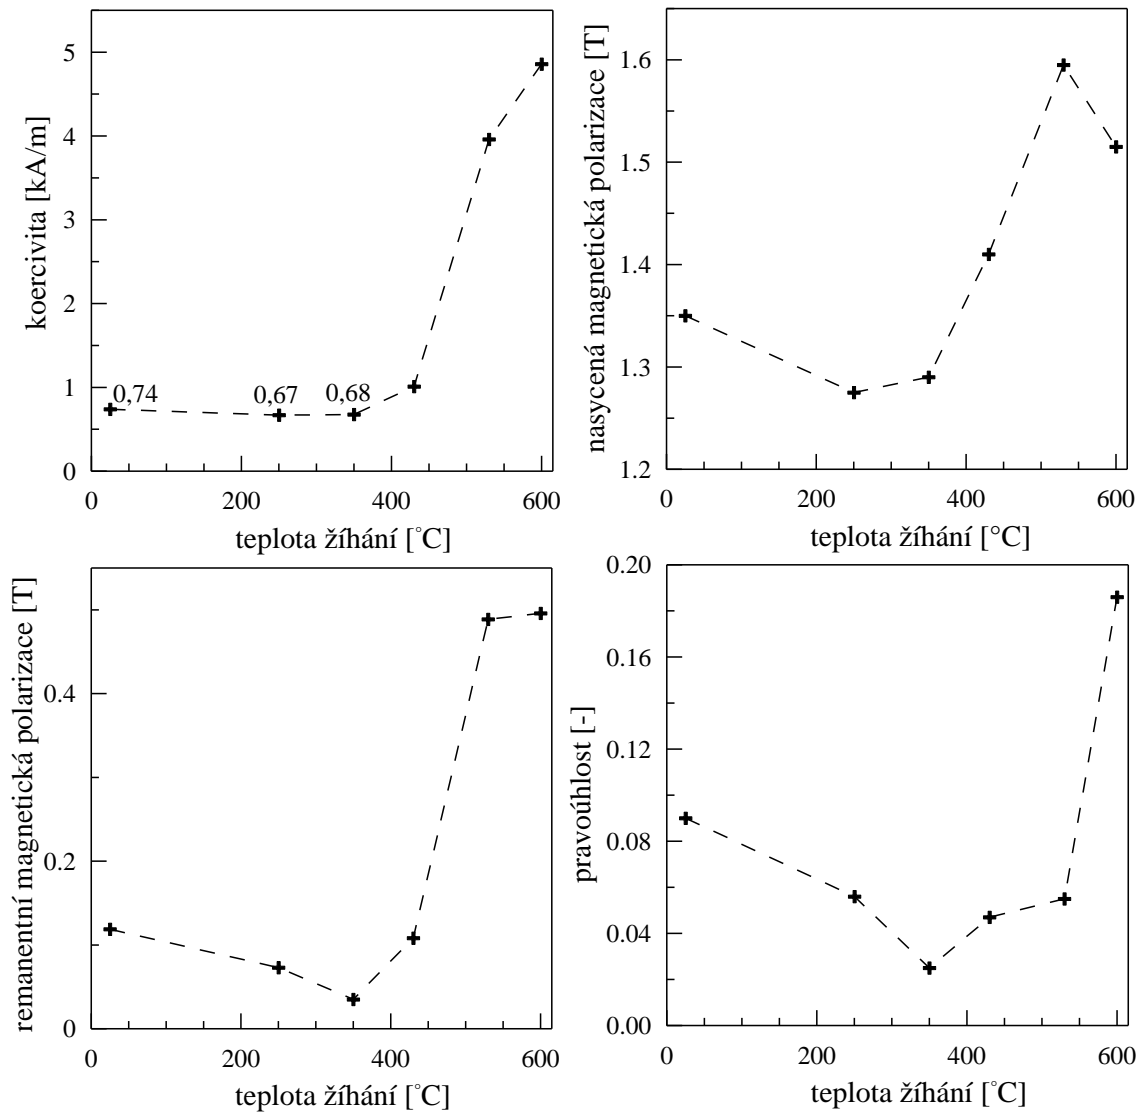 koercivita [kA/m]
5
4
3
2
1
0
0,74
0,67
0,68
0 200 400 600
teplota žíhání [°C]
nasycená magnetická polarizace [T]
1.6
1.5
1.4
1.3
1.2
0 200 400 600
teplota žíhání [°C]
remanentní magnetická polarizace [T]
0.4
0.2
0
0 200 400 600
teplota žíhání [°C]
pravoúhlost [-]
0.20
0.16
0.12
0.08
0.04
0.00
0 200 400 600
teplota žíhání [°C]